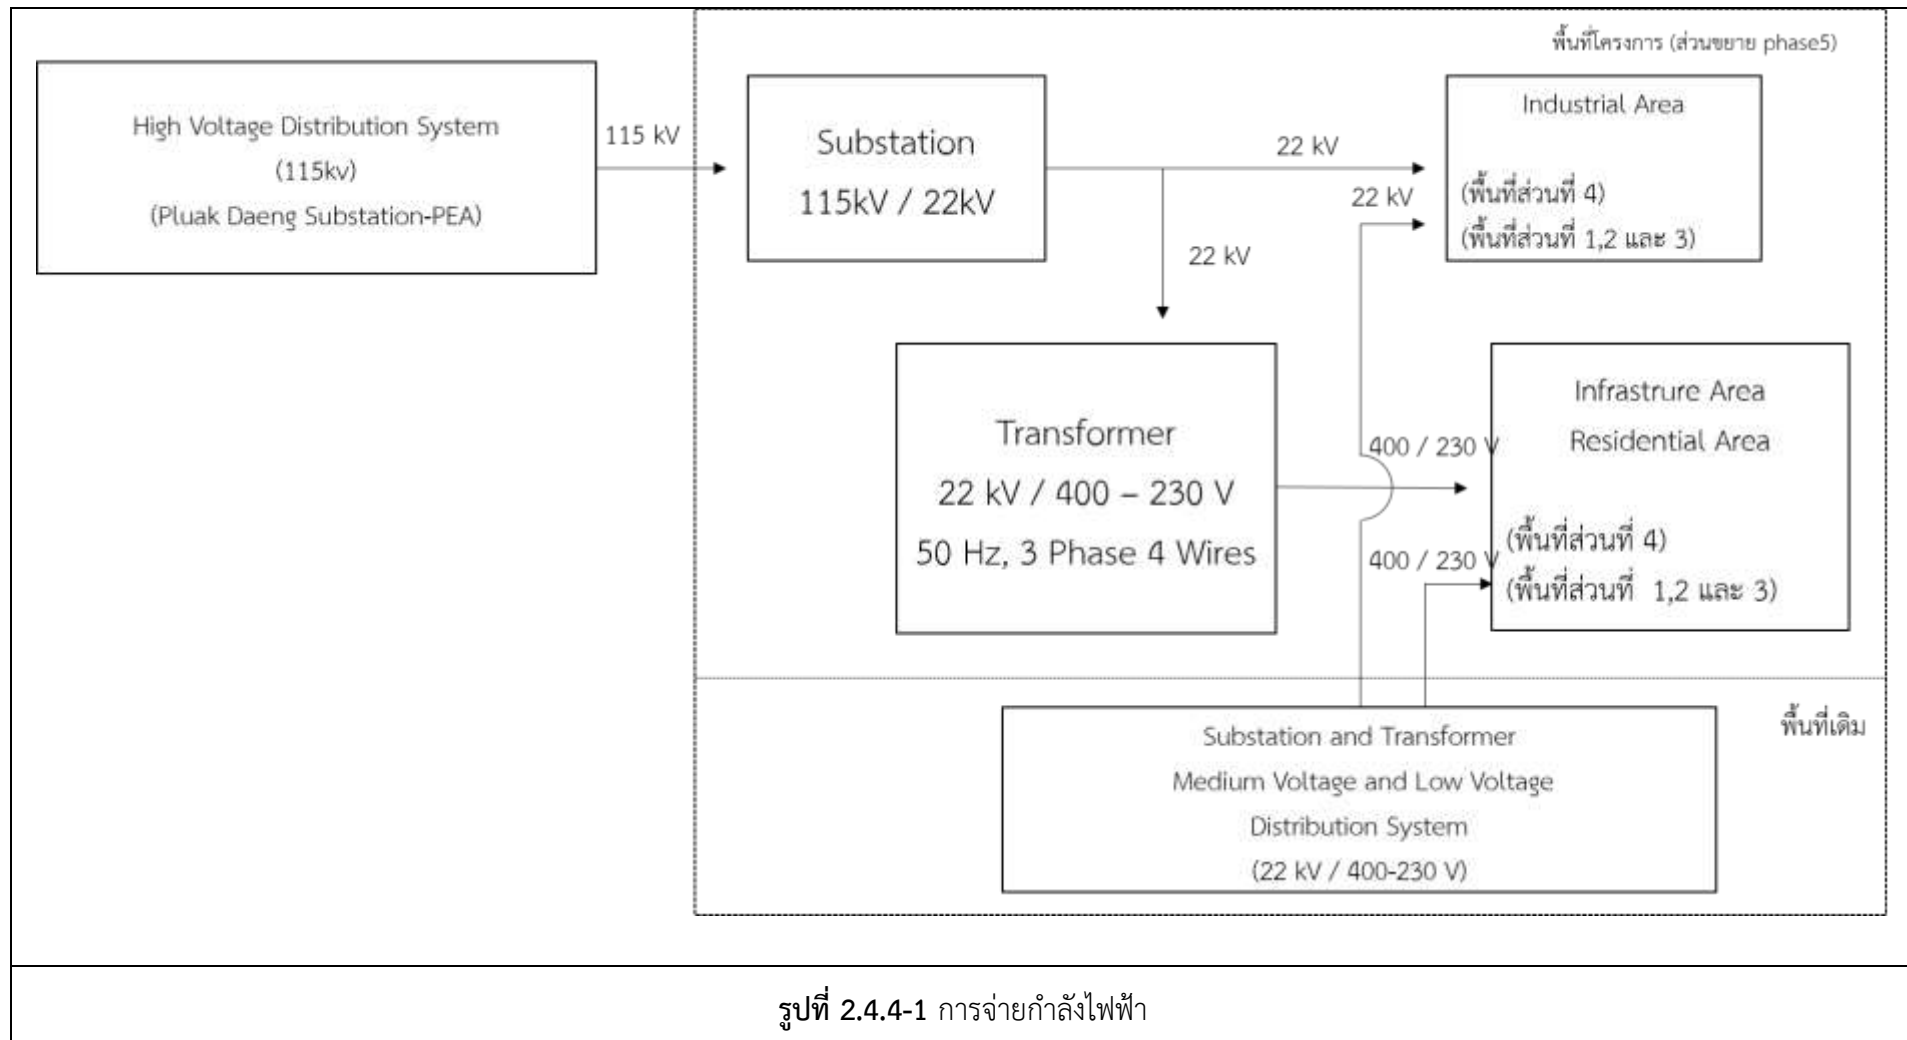 พื้นที่โครงการ (ส่วนขยาย phase5)
High Voltage Distribution System
(115kv)
(Pluak Daeng Substation-PEA)
115 kV
Substation
115kV / 22kV
22 kV
22 kV
22 kV
Industrial Area
(พื้นที่ส่วนที่ 4)
(พื้นที่ส่วนที่ 1,2 และ 3)
Transformer
22 kV / 400 – 230 V
50 Hz, 3 Phase 4 Wires
400 / 230 V
400 / 230 V
Infrastrure Area
Residential Area
(พื้นที่ส่วนที่ 4)
(พื้นที่ส่วนที่ 1,2 และ 3)
พื้นที่เดิม
Substation and Transformer
Medium Voltage and Low Voltage
Distribution System
(22 kV / 400-230 V)
รูปที่ 2.4.4-1 การจ่ายกำลังไฟฟ้า